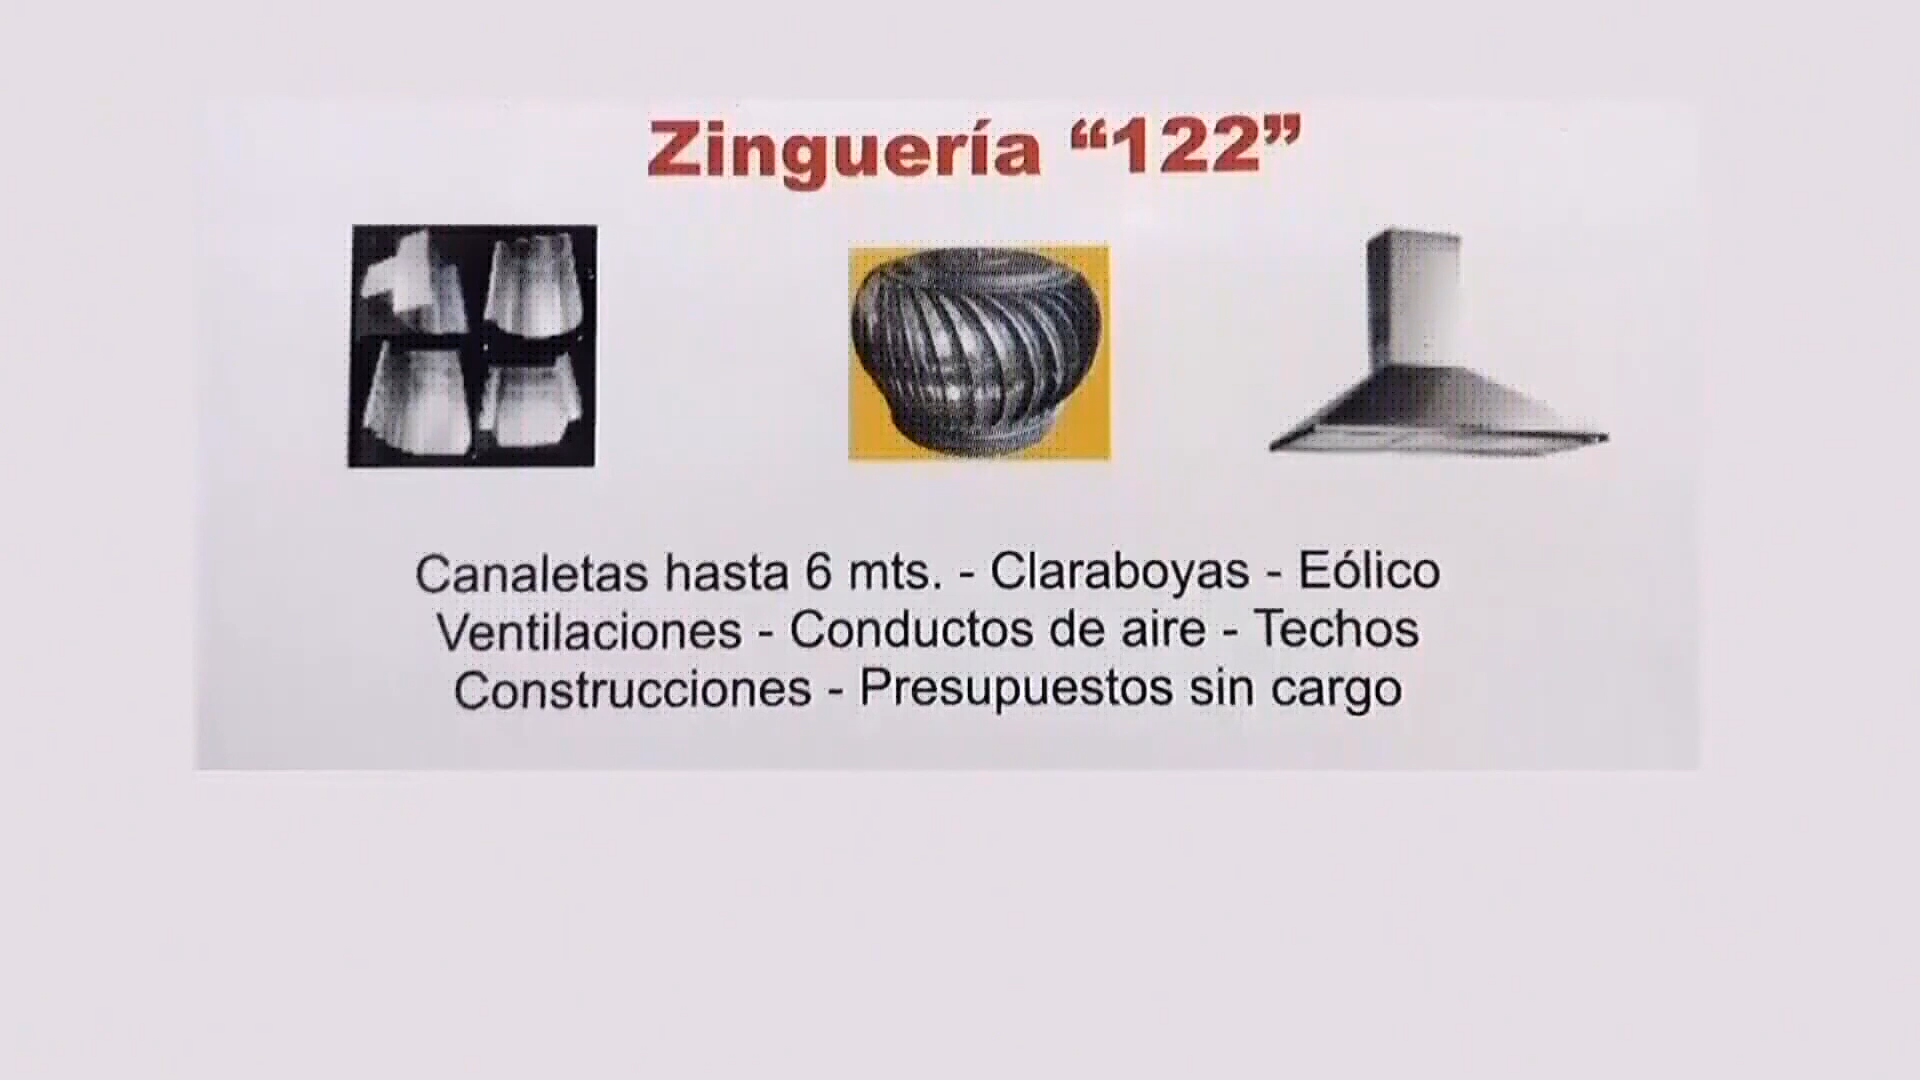 Zinguería “122”
Canaletas hasta 6 mts. - Claraboyas - Eólico
Ventilaciones - Conductos de aire - Techos
Construcciones - Presupuestos sin cargo